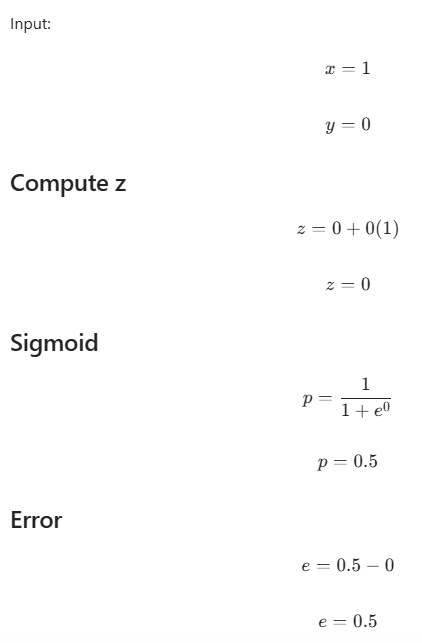 Input:
x = 1
y = 0
Compute z
z = 0 + 0(1)
z = 0
Sigmoid
p = \frac{1}{1 + e^0}
p = 0.5
Error
e = 0.5 − 0
e = 0.5